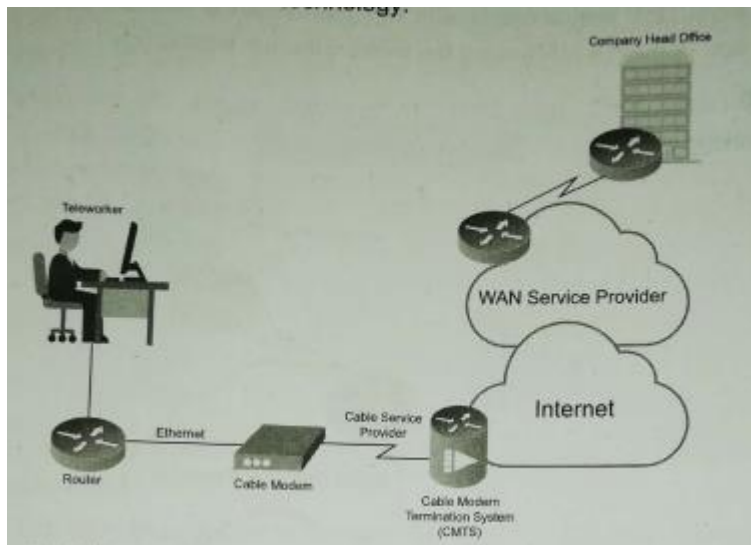 Technology.
Company Head Office
Teleworker
WAN Service Provider
Internet
Cable Service
Provider
Ethernet
Router
Cable Modem
Cable Modem
Termination System
(CMTS)